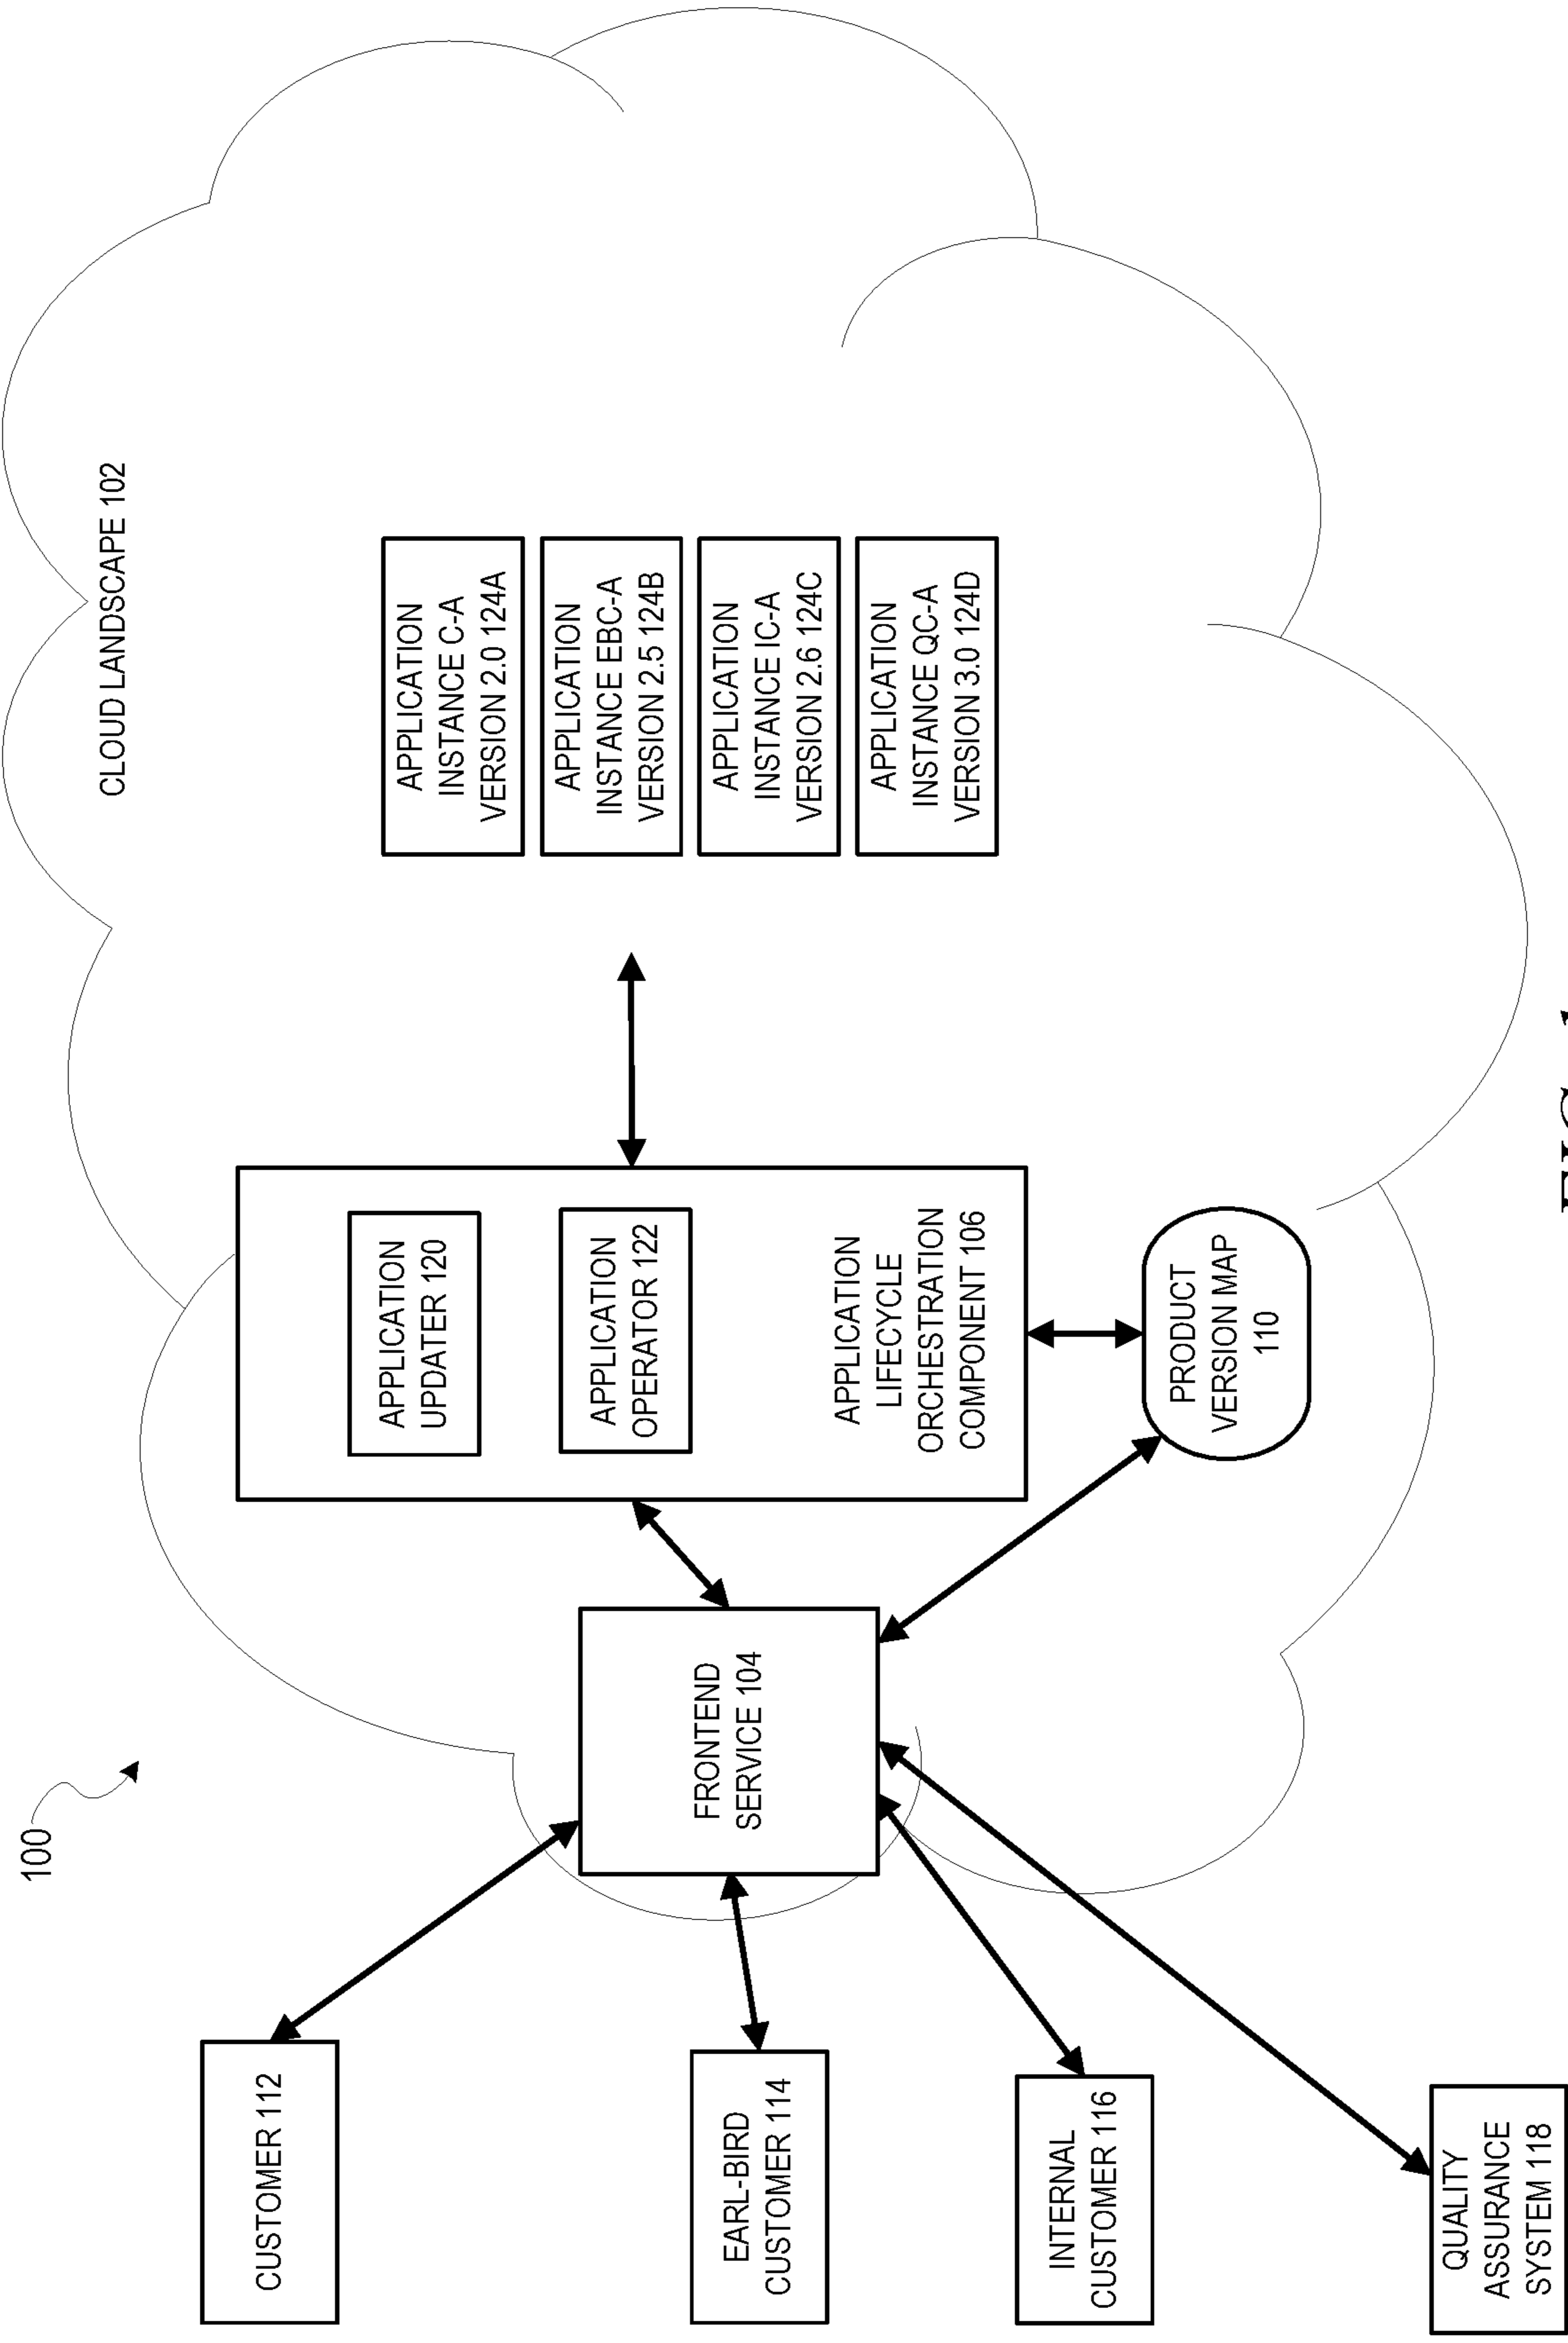 100
CLOUD LANDSCAPE 102
CUSTOMER 112
EARL-BIRD
CUSTOMER 114
INTERNAL
CUSTOMER 116
QUALITY
ASSURANCE
SYSTEM 118
FRONTEND
SERVICE 104
APPLICATION
UPDATER 120
APPLICATION
OPERATOR 122
APPLICATION
LIFECYCLE
ORCHESTRATION
COMPONENT 106
PRODUCT
VERSION MAP
110
APPLICATION
INSTANCE C-A
VERSION 2.0 124A
APPLICATION
INSTANCE EBC-A
VERSION 2.5 124B
APPLICATION
INSTANCE IC-A
VERSION 2.6 124C
APPLICATION
INSTANCE QC-A
VERSION 3.0 124D